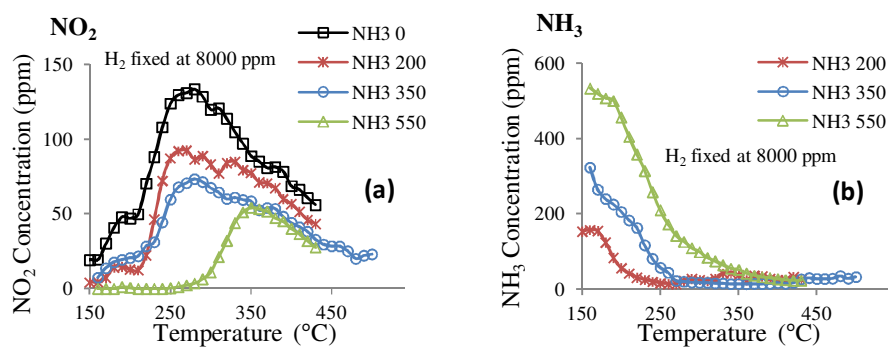 NO2
H2 fixed at 8000 ppm
NH3 0
NH3 200
NH3 350
NH3 550
(a)
NO2 Concentration (ppm)
150
100
50
0
150 250 350 450
Temperature (°C)
NH3
NH3 200
NH3 350
NH3 550
H2 fixed at 8000 ppm
(b)
NH3 Concentration (ppm)
600
400
200
0
150 250 350 450
Temperature (°C)